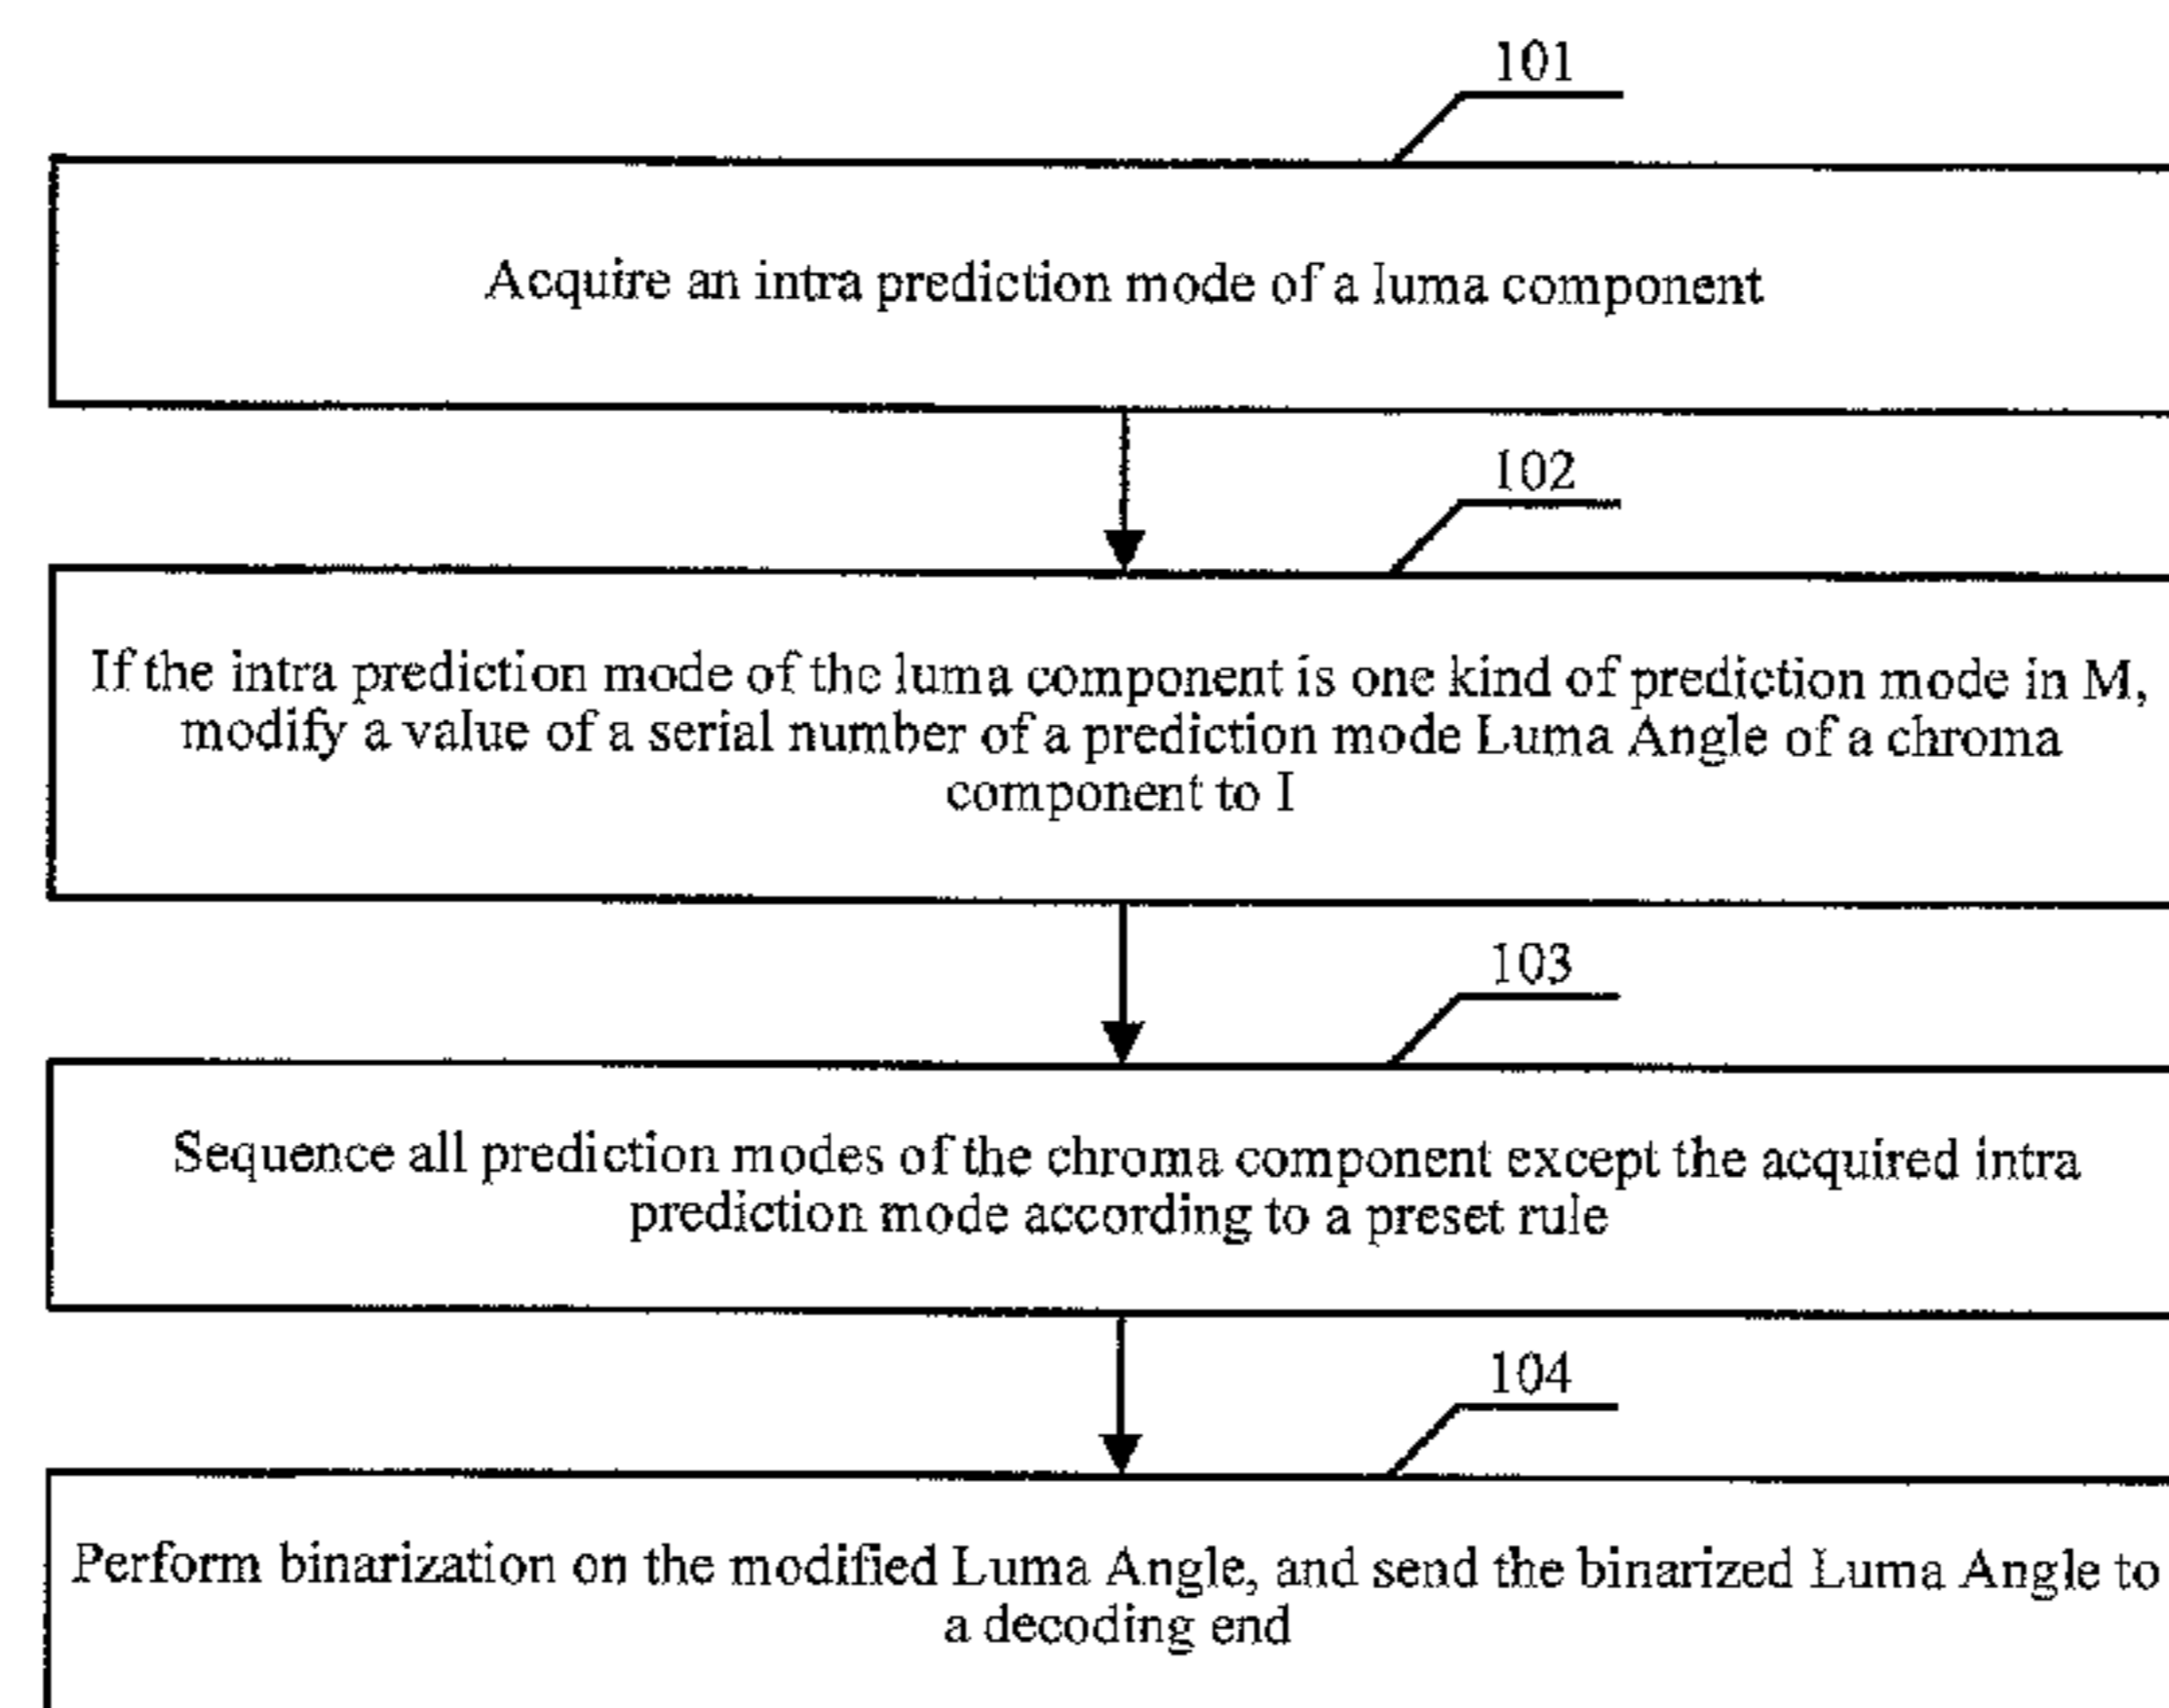 101
Acquire an intra prediction mode of a luma component
102
If the intra prediction mode of the luma component is one kind of prediction mode in M,
modify a value of a serial number of a prediction mode Luma Angle of a chroma
component to I
103
Sequence all prediction modes of the chroma component except the acquired intra
prediction mode according to a preset rule
104
Perform binarization on the modified Luma Angle, and send the binarized Luma Angle to
a decoding end